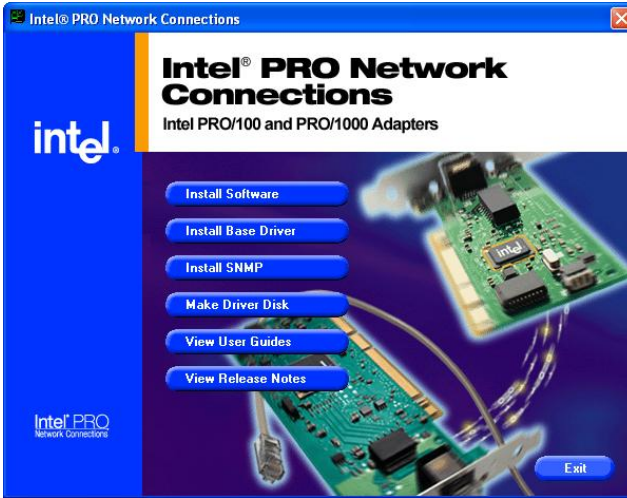 Intel® PRO Network Connections
Intel® PRO Network
Connections
Intel PRO/100 and PRO/1000 Adapters
intel.
Install Software
Install Base Driver
Install SNMP
Make Driver Disk
View User Guides
View Release Notes
intel
Intel® PRO
Network Connections
Exit